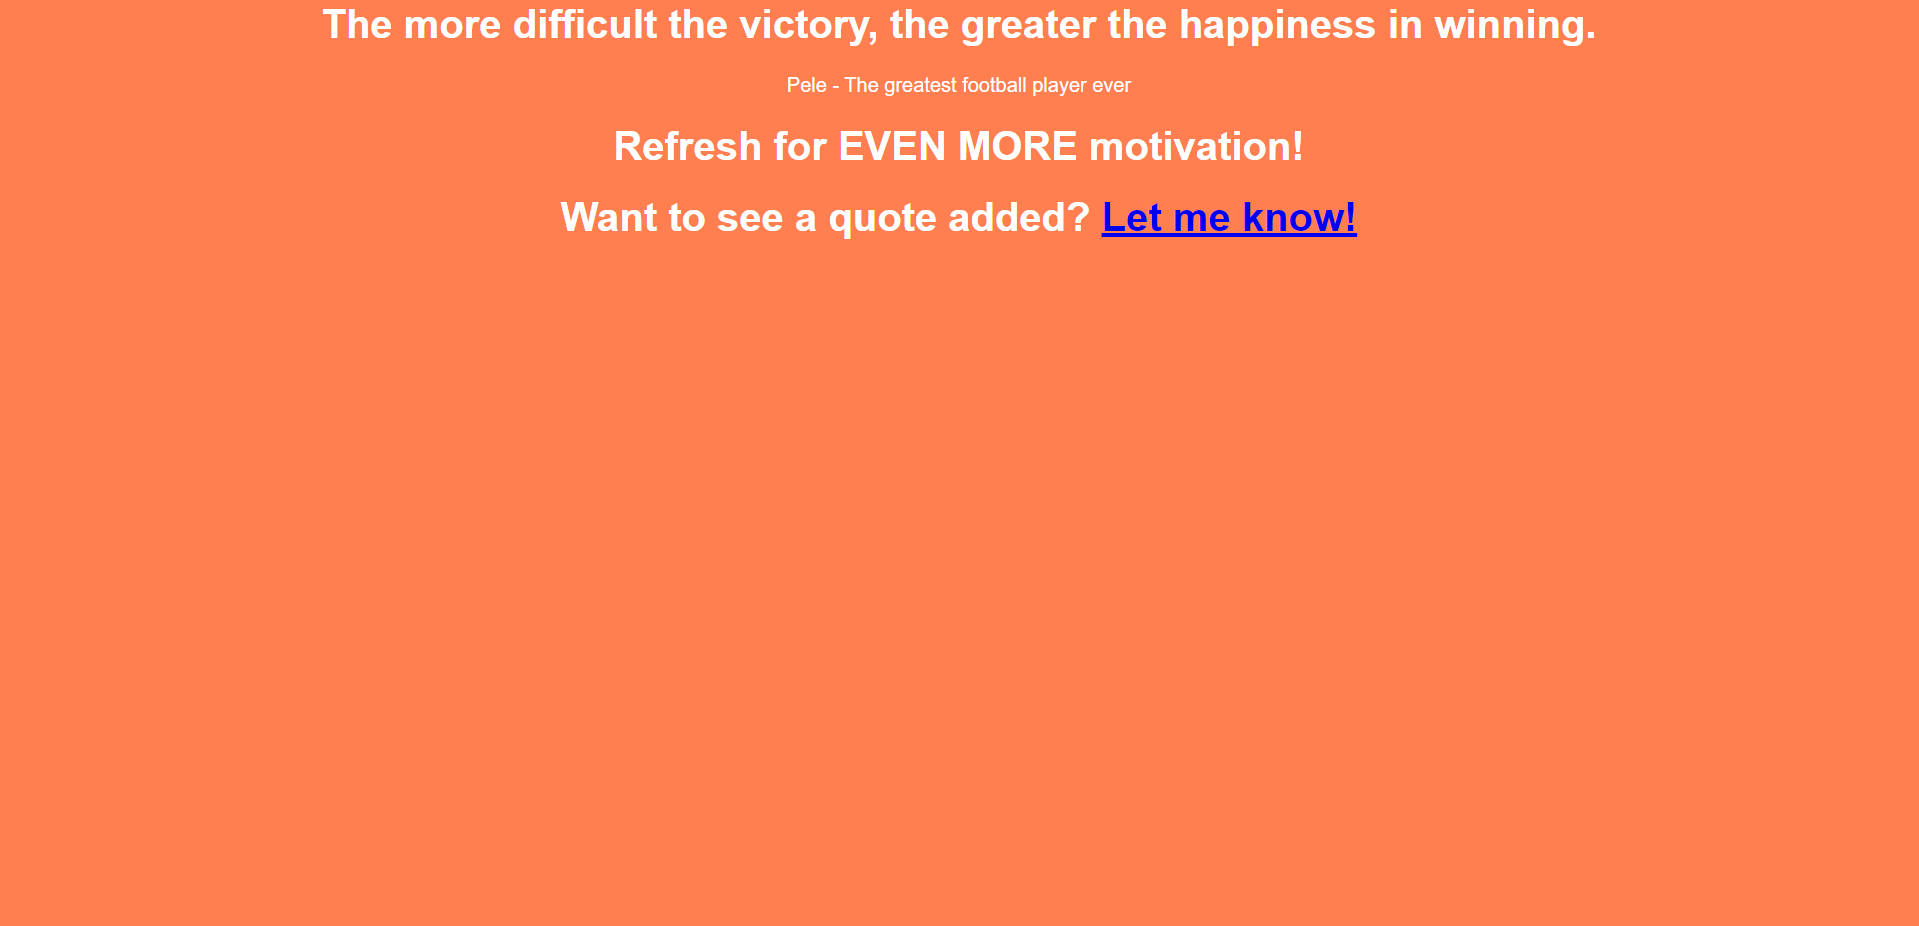 The more difficult the victory, the greater the happiness in winning.
Pele - The greatest football player ever
Refresh for EVEN MORE motivation!
Want to see a quote added? Let me know!